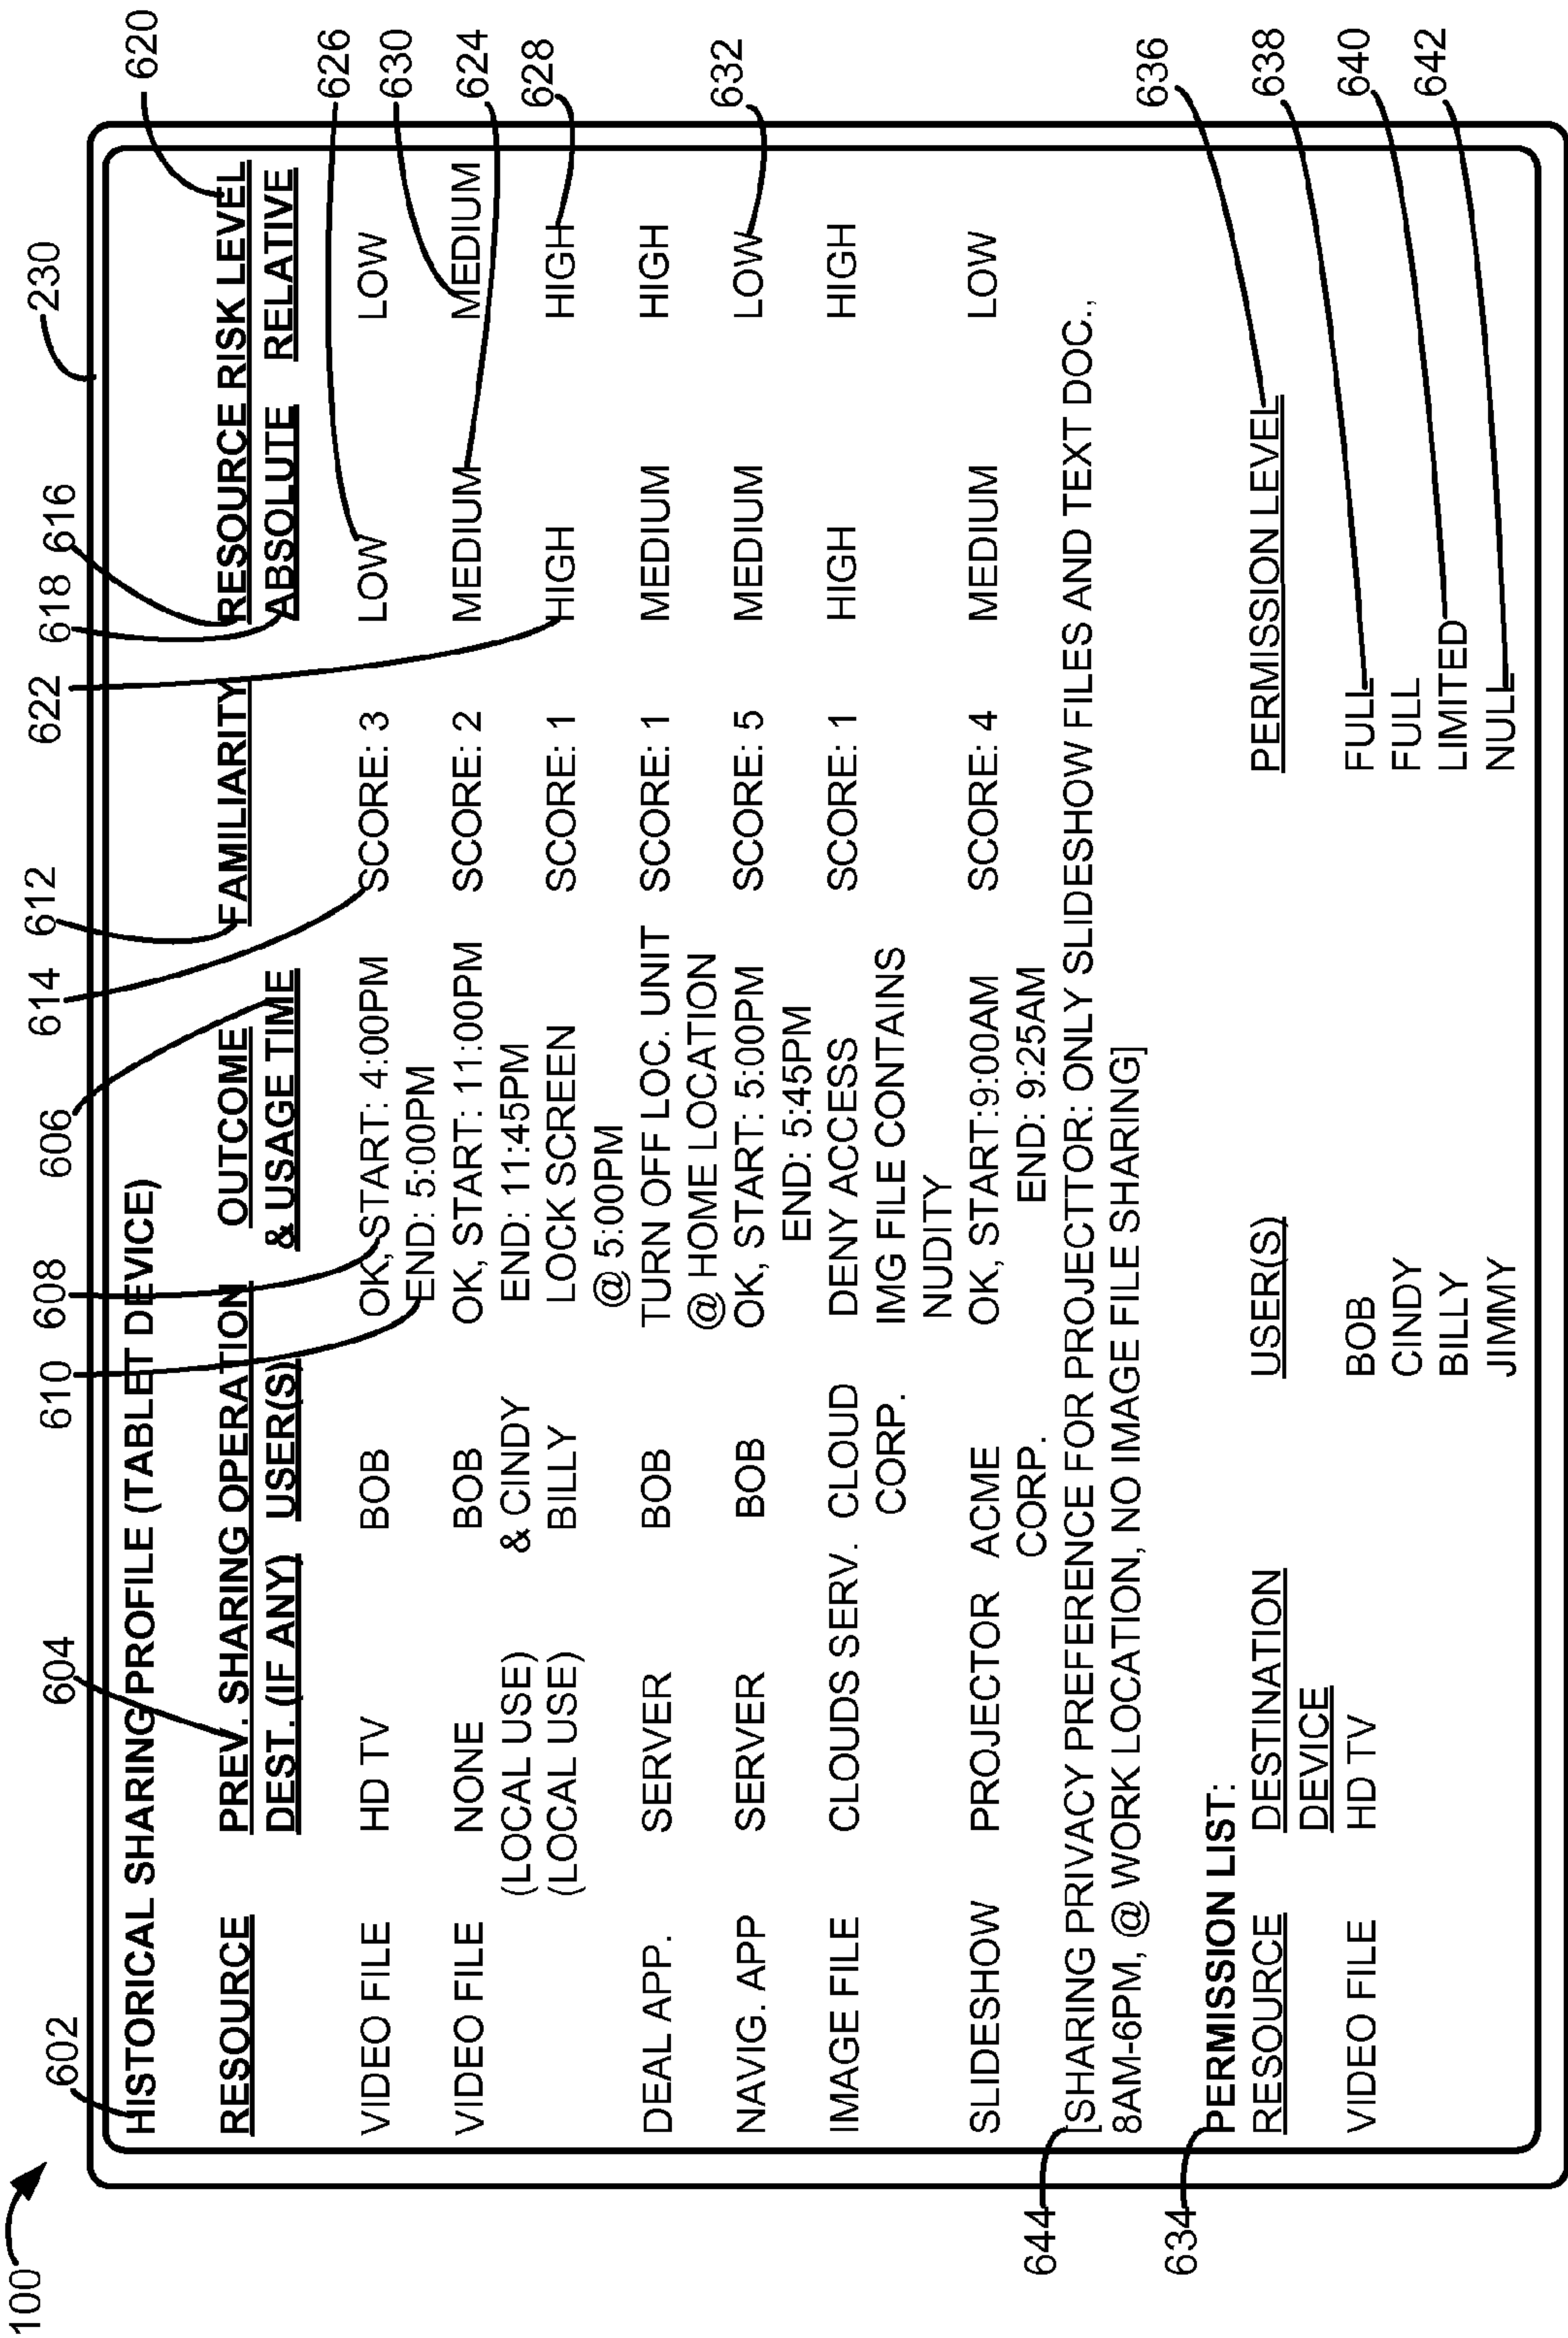 100
230
602
604
610
608
606
614
612
622
618
616
HISTORICAL SHARING PROFILE (TABLET DEVICE)
RESOURCE PREV. SHARING OPERATION OUTCOME FAMILIARITY RESOURCE RISK LEVEL 620
DEST. (IF ANY) USER(S) & USAGE TIME ABSOLUTE RELATIVE
VIDEO FILE HD TV BOB OK, START: 4:00PM SCORE: 3 LOW LOW 626
END: 5:00PM 630
VIDEO FILE NONE BOB OK, START: 11:00PM SCORE: 2 MEDIUM MEDIUM 624
(LOCAL USE) & CINDY END: 11:45PM
(LOCAL USE) BILLY LOCK SCREEN SCORE: 1 HIGH HIGH 628
@ 5:00PM
DEAL APP. SERVER BOB TURN OFF LOC. UNIT SCORE: 1 MEDIUM HIGH
@ HOME LOCATION
NAVIG. APP SERVER BOB OK, START: 5:00PM SCORE: 5 MEDIUM LOW 632
END: 5:45PM
IMAGE FILE CLOUDS SERV. CLOUD DENY ACCESS SCORE: 1 HIGH HIGH
CORP. IMG FILE CONTAINS
NUDITY
SLIDESHOW PROJECTOR ACME OK, START:9:00AM SCORE: 4 MEDIUM LOW
CORP. END: 9:25AM
644 [SHARING PRIVACY PREFERENCE FOR PROJECTTOR: ONLY SLIDESHOW FILES AND TEXT DOC.,
8AM-6PM, @ WORK LOCATION, NO IMAGE FILE SHARING]
634 PERMISSION LIST:
RESOURCE DESTINATION USER(S) PERMISSION LEVEL 636
DEVICE
VIDEO FILE HD TV BOB FULL 638
CINDY FULL
BILLY LIMITED 640
JIMMY NULL 642